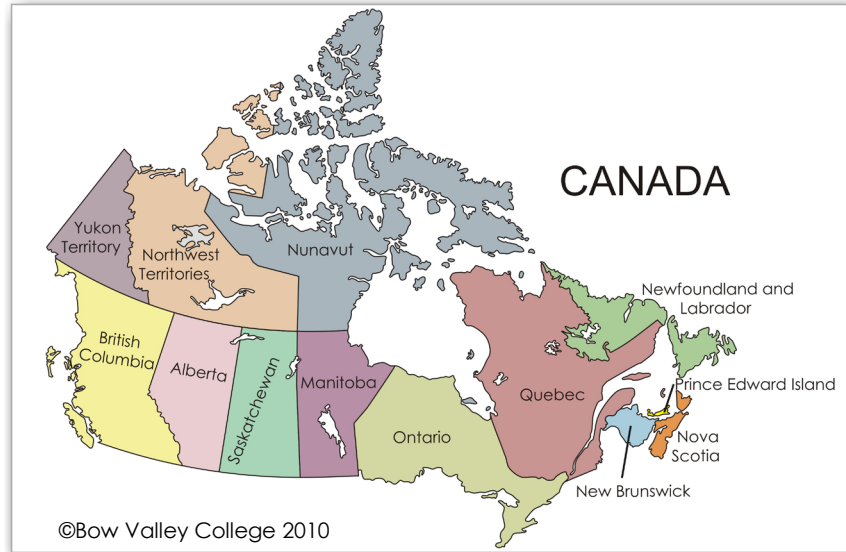 CANADA
Yukon
Territory
Northwest
Territories
Nunavut
Newfoundland and
Labrador
British
Columbia
Alberta
Saskatchewan
Manitoba
Quebec
Prince Edward Island
Ontario
Nova
Scotia
New Brunswick
©Bow Valley College 2010